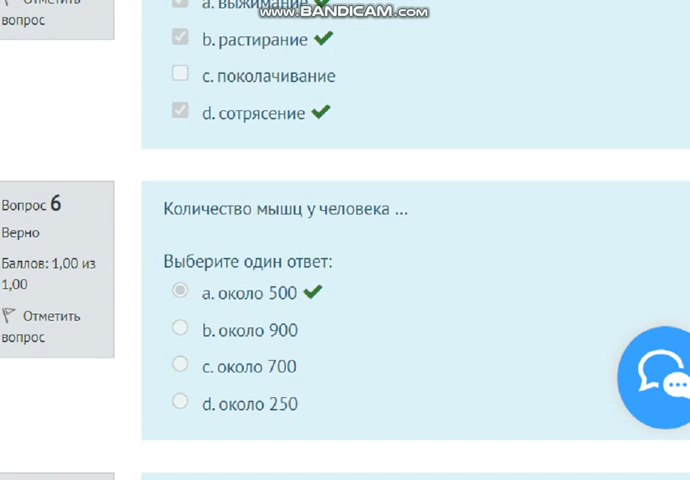 Отметить
вопрос
www.BANDICAM.com
a. выжимание
b. растирание
c. поколачивание
d. сотрясение
Вопрос 6
Верно
Баллов: 1,00 из
1,00
Отметить
вопрос
Количество мышц у человека ...
Выберите один ответ:
a. около 500
b. около 900
c. около 700
d. около 250